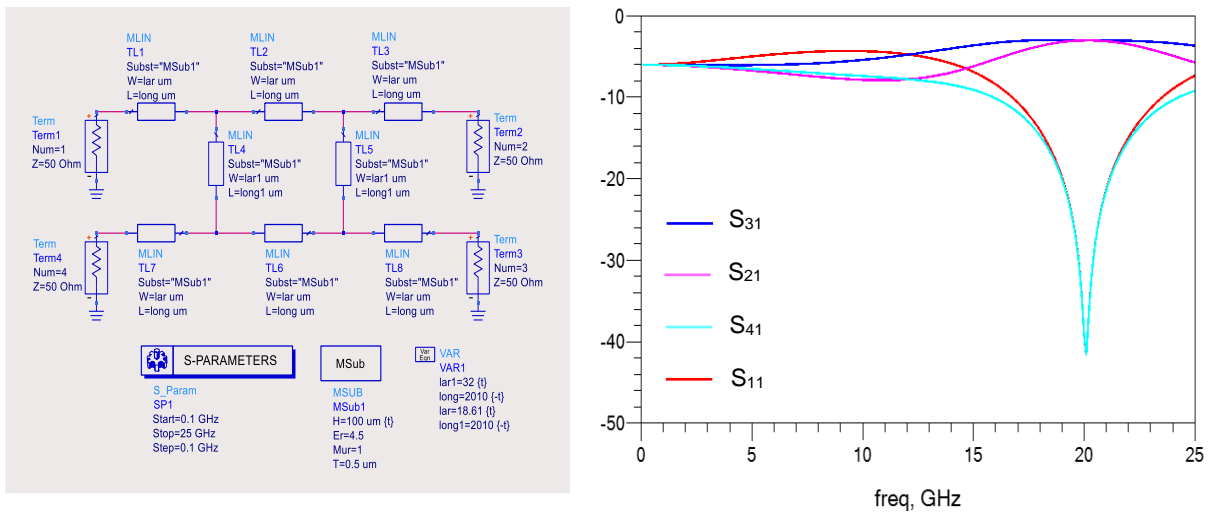 MLIN
TL1
Subst="MSub1"
W=lar um
L=long um
MLIN
TL2
Subst="MSub1"
W=lar um
L=long um
MLIN
TL3
Subst="MSub1"
W=lar um
L=long um
+
Term
Term1
Num=1
Z=50 Ohm
-
MLIN
TL4
Subst="MSub1"
W=lar1 um
L=long1 um
MLIN
TL5
Subst="MSub1"
W=lar1 um
L=long1 um
+
Term
Term2
Num=2
Z=50 Ohm
-
+
Term
Term4
Num=4
Z=50 Ohm
-
MLIN
TL7
Subst="MSub1"
W=lar um
L=long um
MLIN
TL6
Subst="MSub1"
W=lar um
L=long um
MLIN
TL8
Subst="MSub1"
W=lar um
L=long um
+
Term
Term3
Num=3
Z=50 Ohm
-
S-PARAMETERS
S_Param
SP1
Start=0.1 GHz
Stop=25 GHz
Step=0.1 GHz
MSub
MSUB
MSub1
H=100 um {t}
Er=4.5
Mur=1
T=0.5 um
Var
Eqn
VAR
VAR1
lar1=32 {t}
long=2010 {-t}
lar=18.61 {t}
long1=2010 {-t}
0
-10
-20
-30
-40
-50
S31
S21
S41
S11
0 5 10 15 20 25
freq, GHz